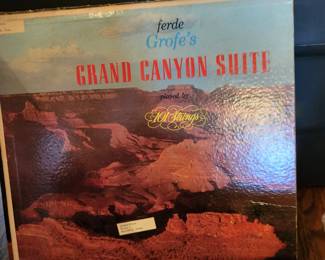 ferde
Grofe's
GRAND CANYON SUITE
played by
101 Strings